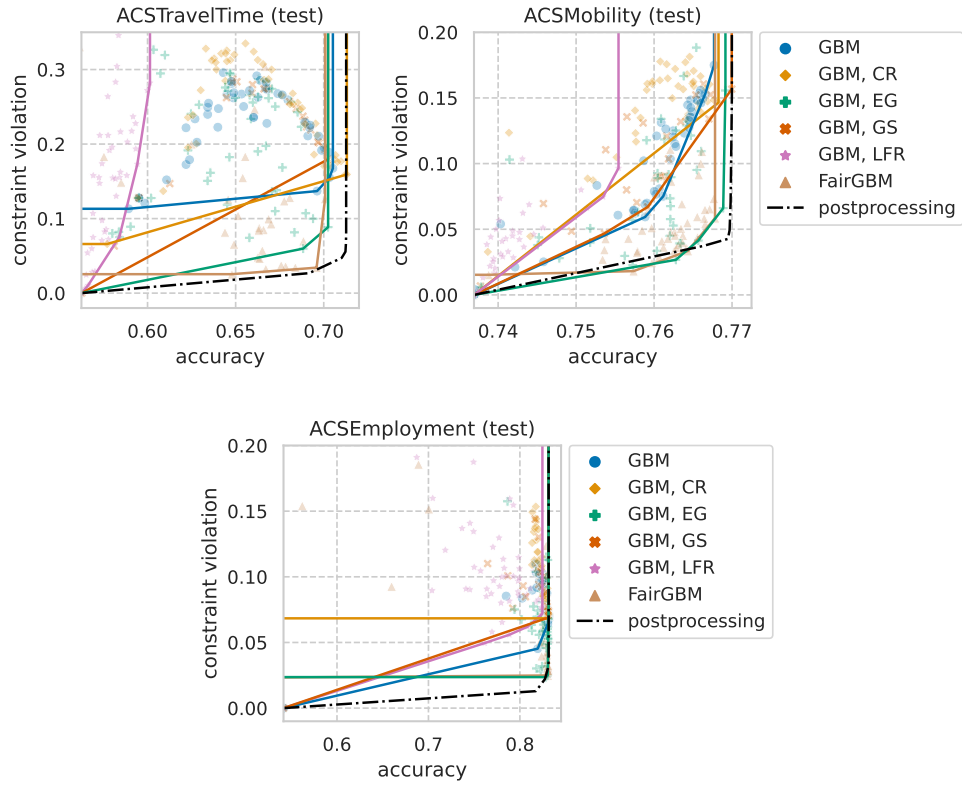 ACSTravelTime (test)
constraint violation
0.3
0.2
0.1
0.0
0.60
0.65
0.70
accuracy
ACSMobility (test)
constraint violation
0.20
0.15
0.10
0.05
0.00
0.74
0.75
0.76
0.77
accuracy
GBM
GBM, CR
GBM, EG
GBM, GS
GBM, LFR
FairGBM
postprocessing
ACSEmployment (test)
constraint violation
0.20
0.15
0.10
0.05
0.00
0.6
0.7
0.8
accuracy
GBM
GBM, CR
GBM, EG
GBM, GS
GBM, LFR
FairGBM
postprocessing